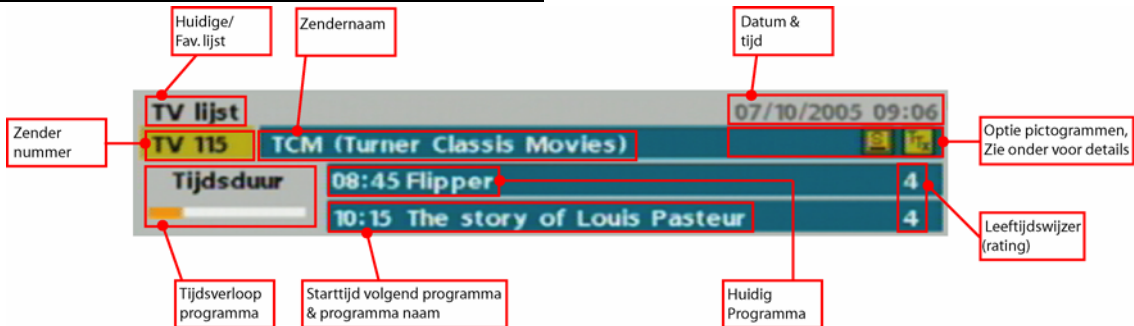 Huidige/
Fav. lijst
Zendernaam
Datum &
tijd
TV lijst
07/10/2005 09:06
Zender
nummer
TV 115
TCM (Turner Classis Movies)
S
TTx
Optie pictogrammen,
Zie onder voor details
Tijdsduur
08:45 Flipper
4
10:15 The story of Louis Pasteur
4
Leeftijdswijzer
(rating)
Tijdsverloop
programma
Starttijd volgend programma
& programma naam
Huidig
Programma